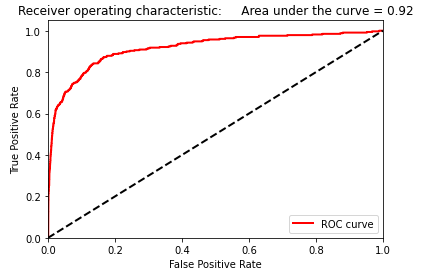 Receiver operating characteristic:     Area under the curve = 0.92
1.0
0.8
0.6
0.4
0.2
0.0
True Positive Rate
ROC curve
0.0 0.2 0.4 0.6 0.8 1.0
False Positive Rate